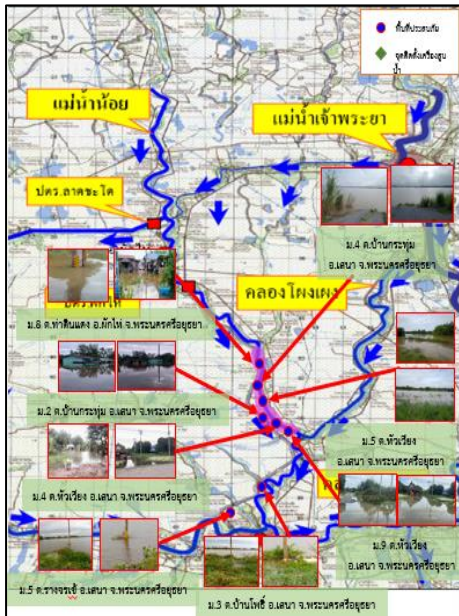 พื้นที่ประสบภัย
จุดติดตั้งเครื่องสูบ
น้ำ
แม่น้ำน้อย
แม่น้ำเจ้าพระยา
ปตร.ลาดชะโด
ม.4 ต.บ้านกระทุ่ม
อ.เสนา จ.พระนครศรีอยุธยา
คลองโผงเผง
ม.8 ต.ท่าดินแดง อ.ผักไห่ จ.พระนครศรีอยุธยา
ม.2 ต.บ้านกระทุ่ม อ.เสนา จ.พระนครศรีอยุธยา
ม.5 ต.หัวเวียง
อ.เสนา จ.พระนครศรีอยุธยา
ม.4 ต.หัวเวียง อ.เสนา จ.พระนครศรีอยุธยา
ม.9 ต.หัวเวียง
อ.เสนา จ.พระนครศรีอยุธยา
ม.5 ต.รางจรเข้ อ.เสนา จ.พระนครศรีอยุธยา
ม.3 ต.บ้านโพธิ์ อ.เสนา จ.พระนครศรีอยุธยา